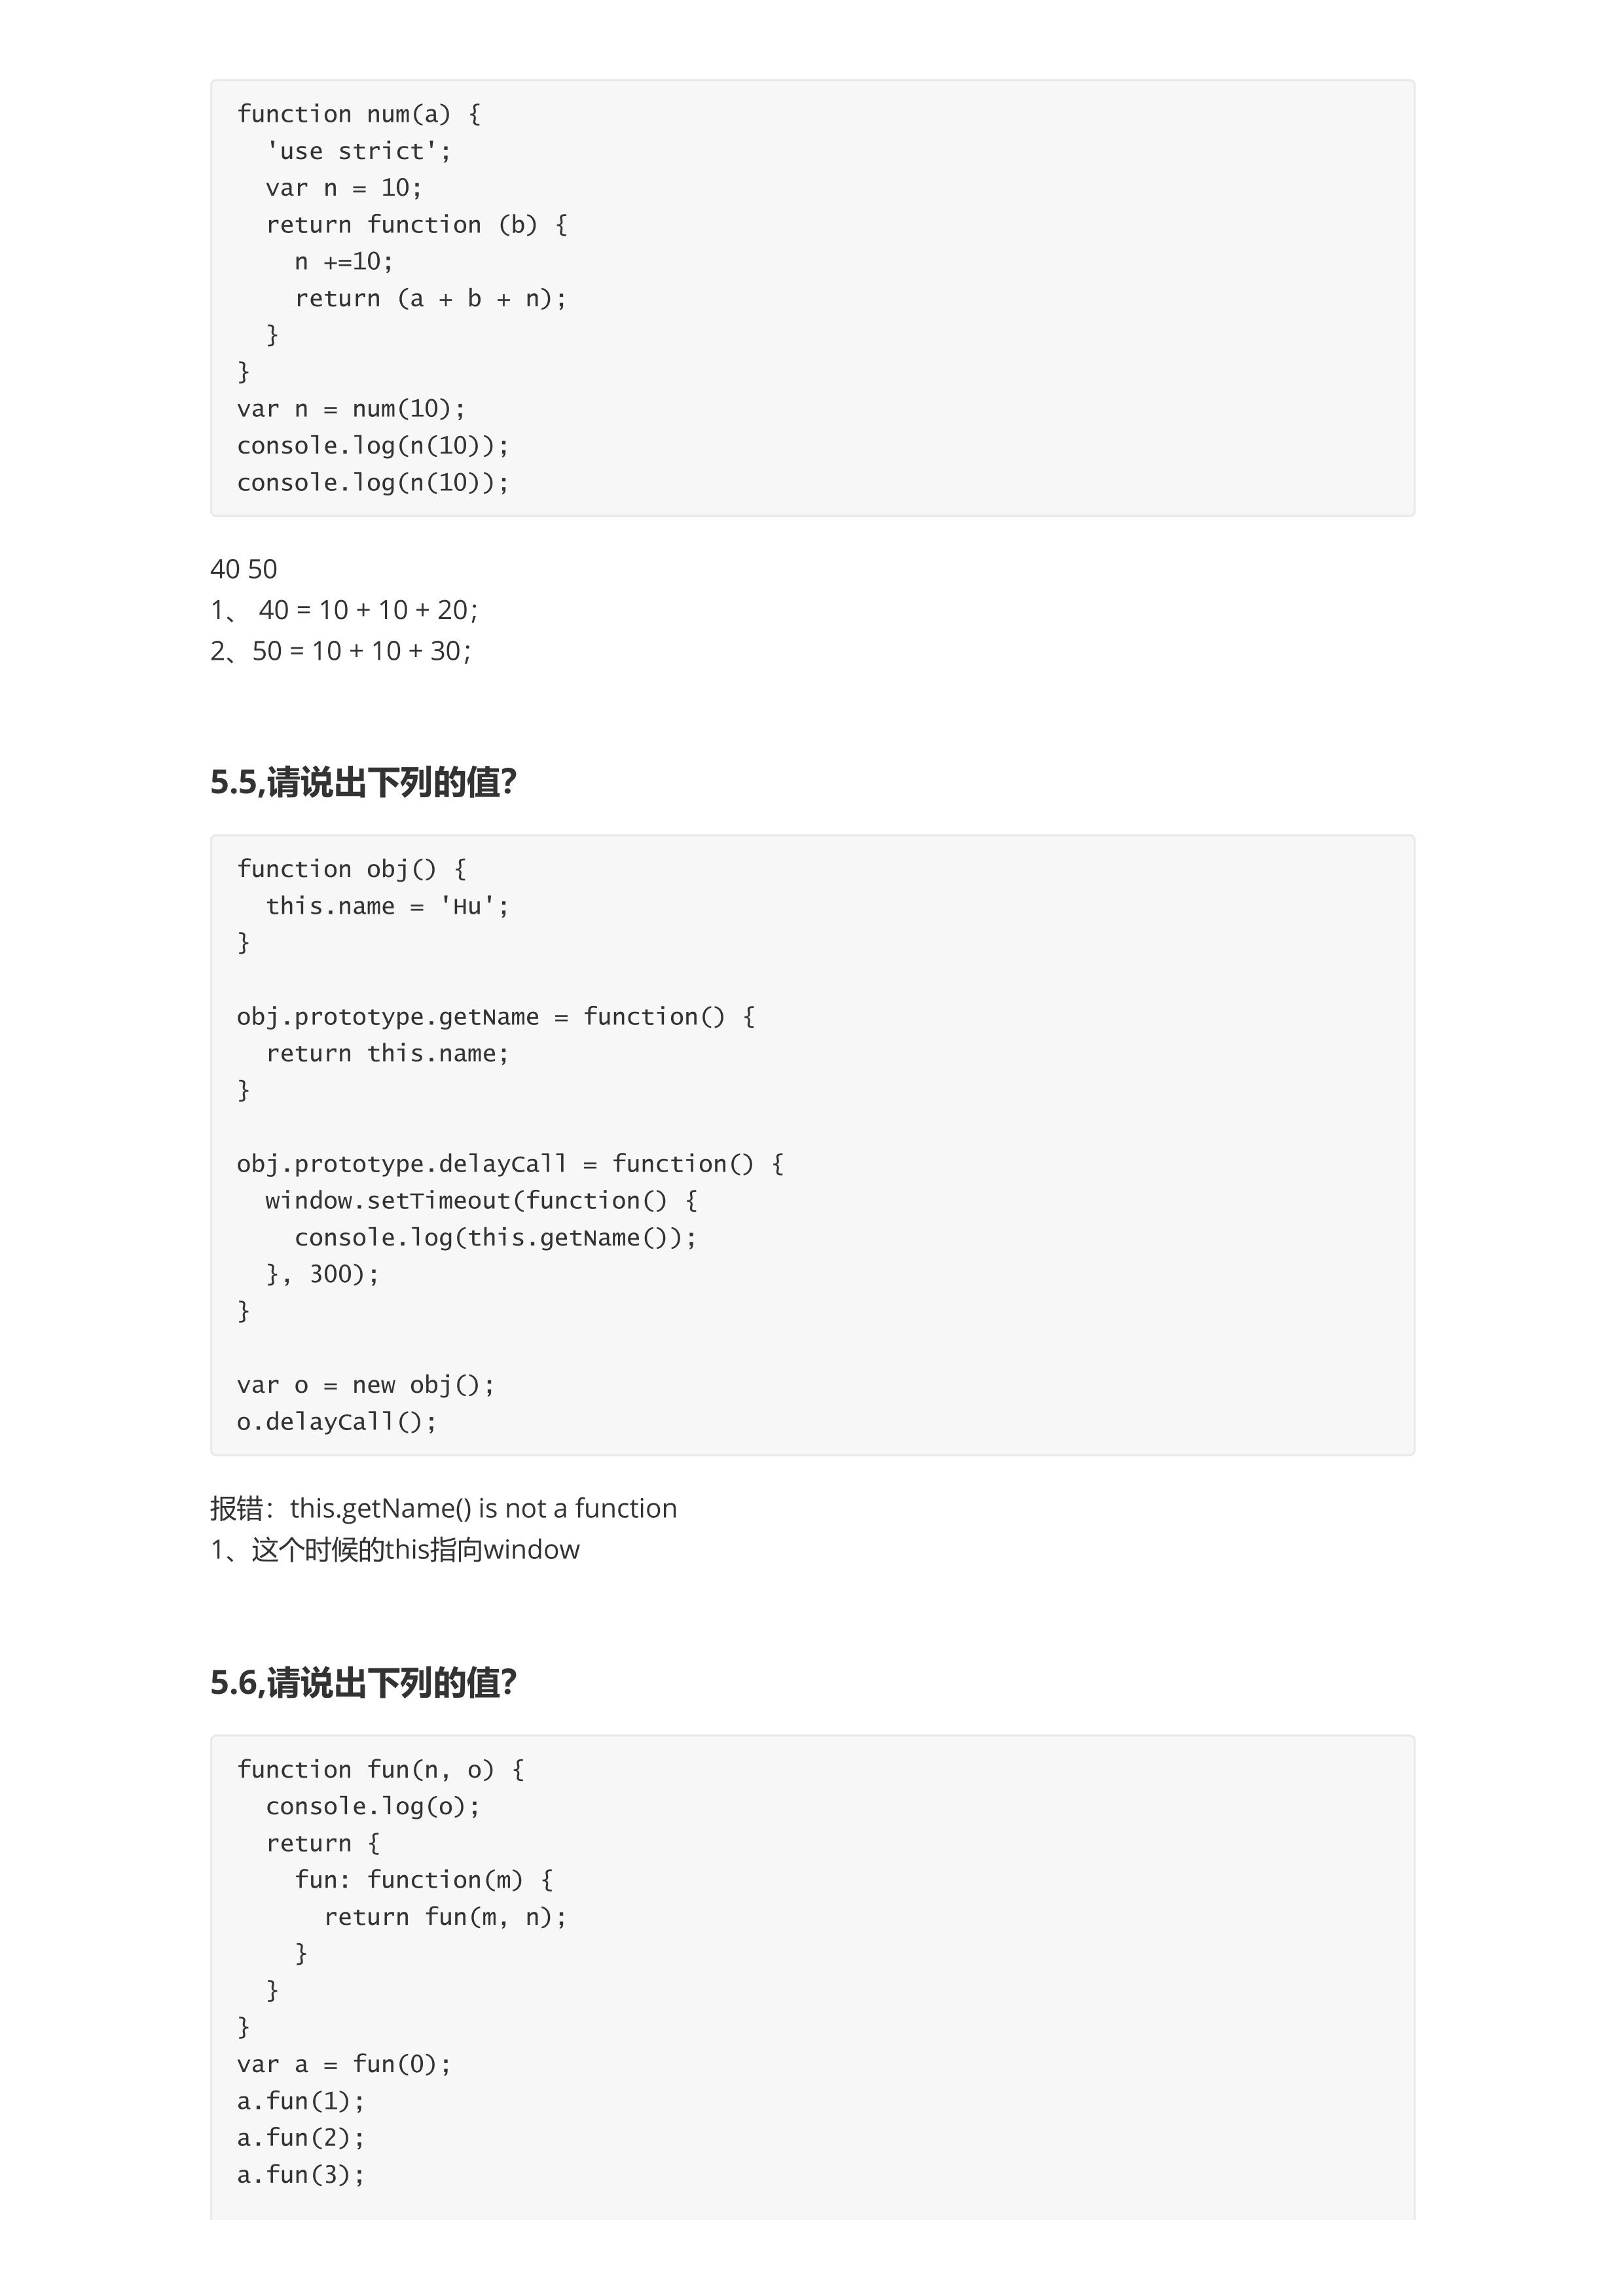 function num(a) {
  'use strict';
  var n = 10;
  return function (b) {
    n +=10;
    return (a + b + n);
  }
}
var n = num(10);
console.log(n(10));
console.log(n(10));
40 50
1、 40 = 10 + 10 + 20；
2、50 = 10 + 10 + 30；
5.5,请说出下列的值？
function obj() {
  this.name = 'Hu';
}
obj.prototype.getName = function() {
  return this.name;
}
obj.prototype.delayCall = function() {
  window.setTimeout(function() {
    console.log(this.getName());
  }, 300);
}
var o = new obj();
o.delayCall();
报错：this.getName() is not a function
1、这个时候的this指向window
5.6,请说出下列的值？
function fun(n, o) {
  console.log(o);
  return {
    fun: function(m) {
      return fun(m, n);
    }
  }
}
var a = fun(0);
a.fun(1);
a.fun(2);
a.fun(3);